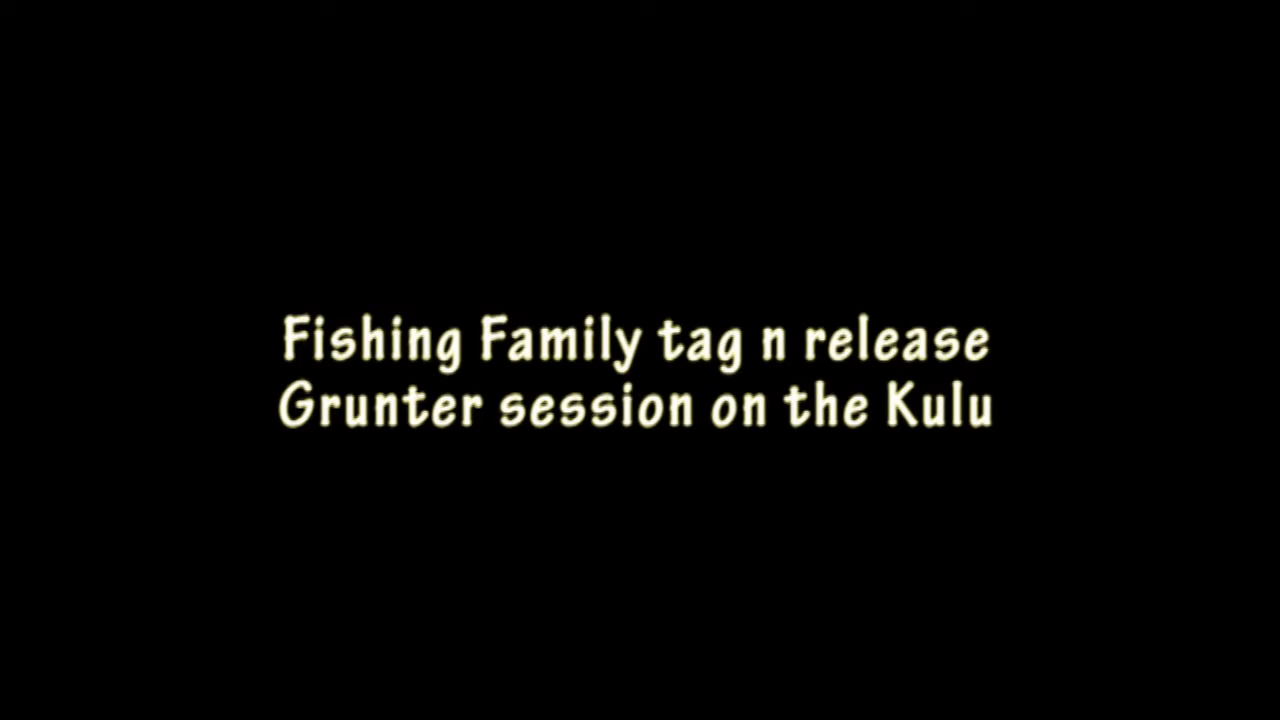 Fishing Family tag n release
Grunter session on the Kulu